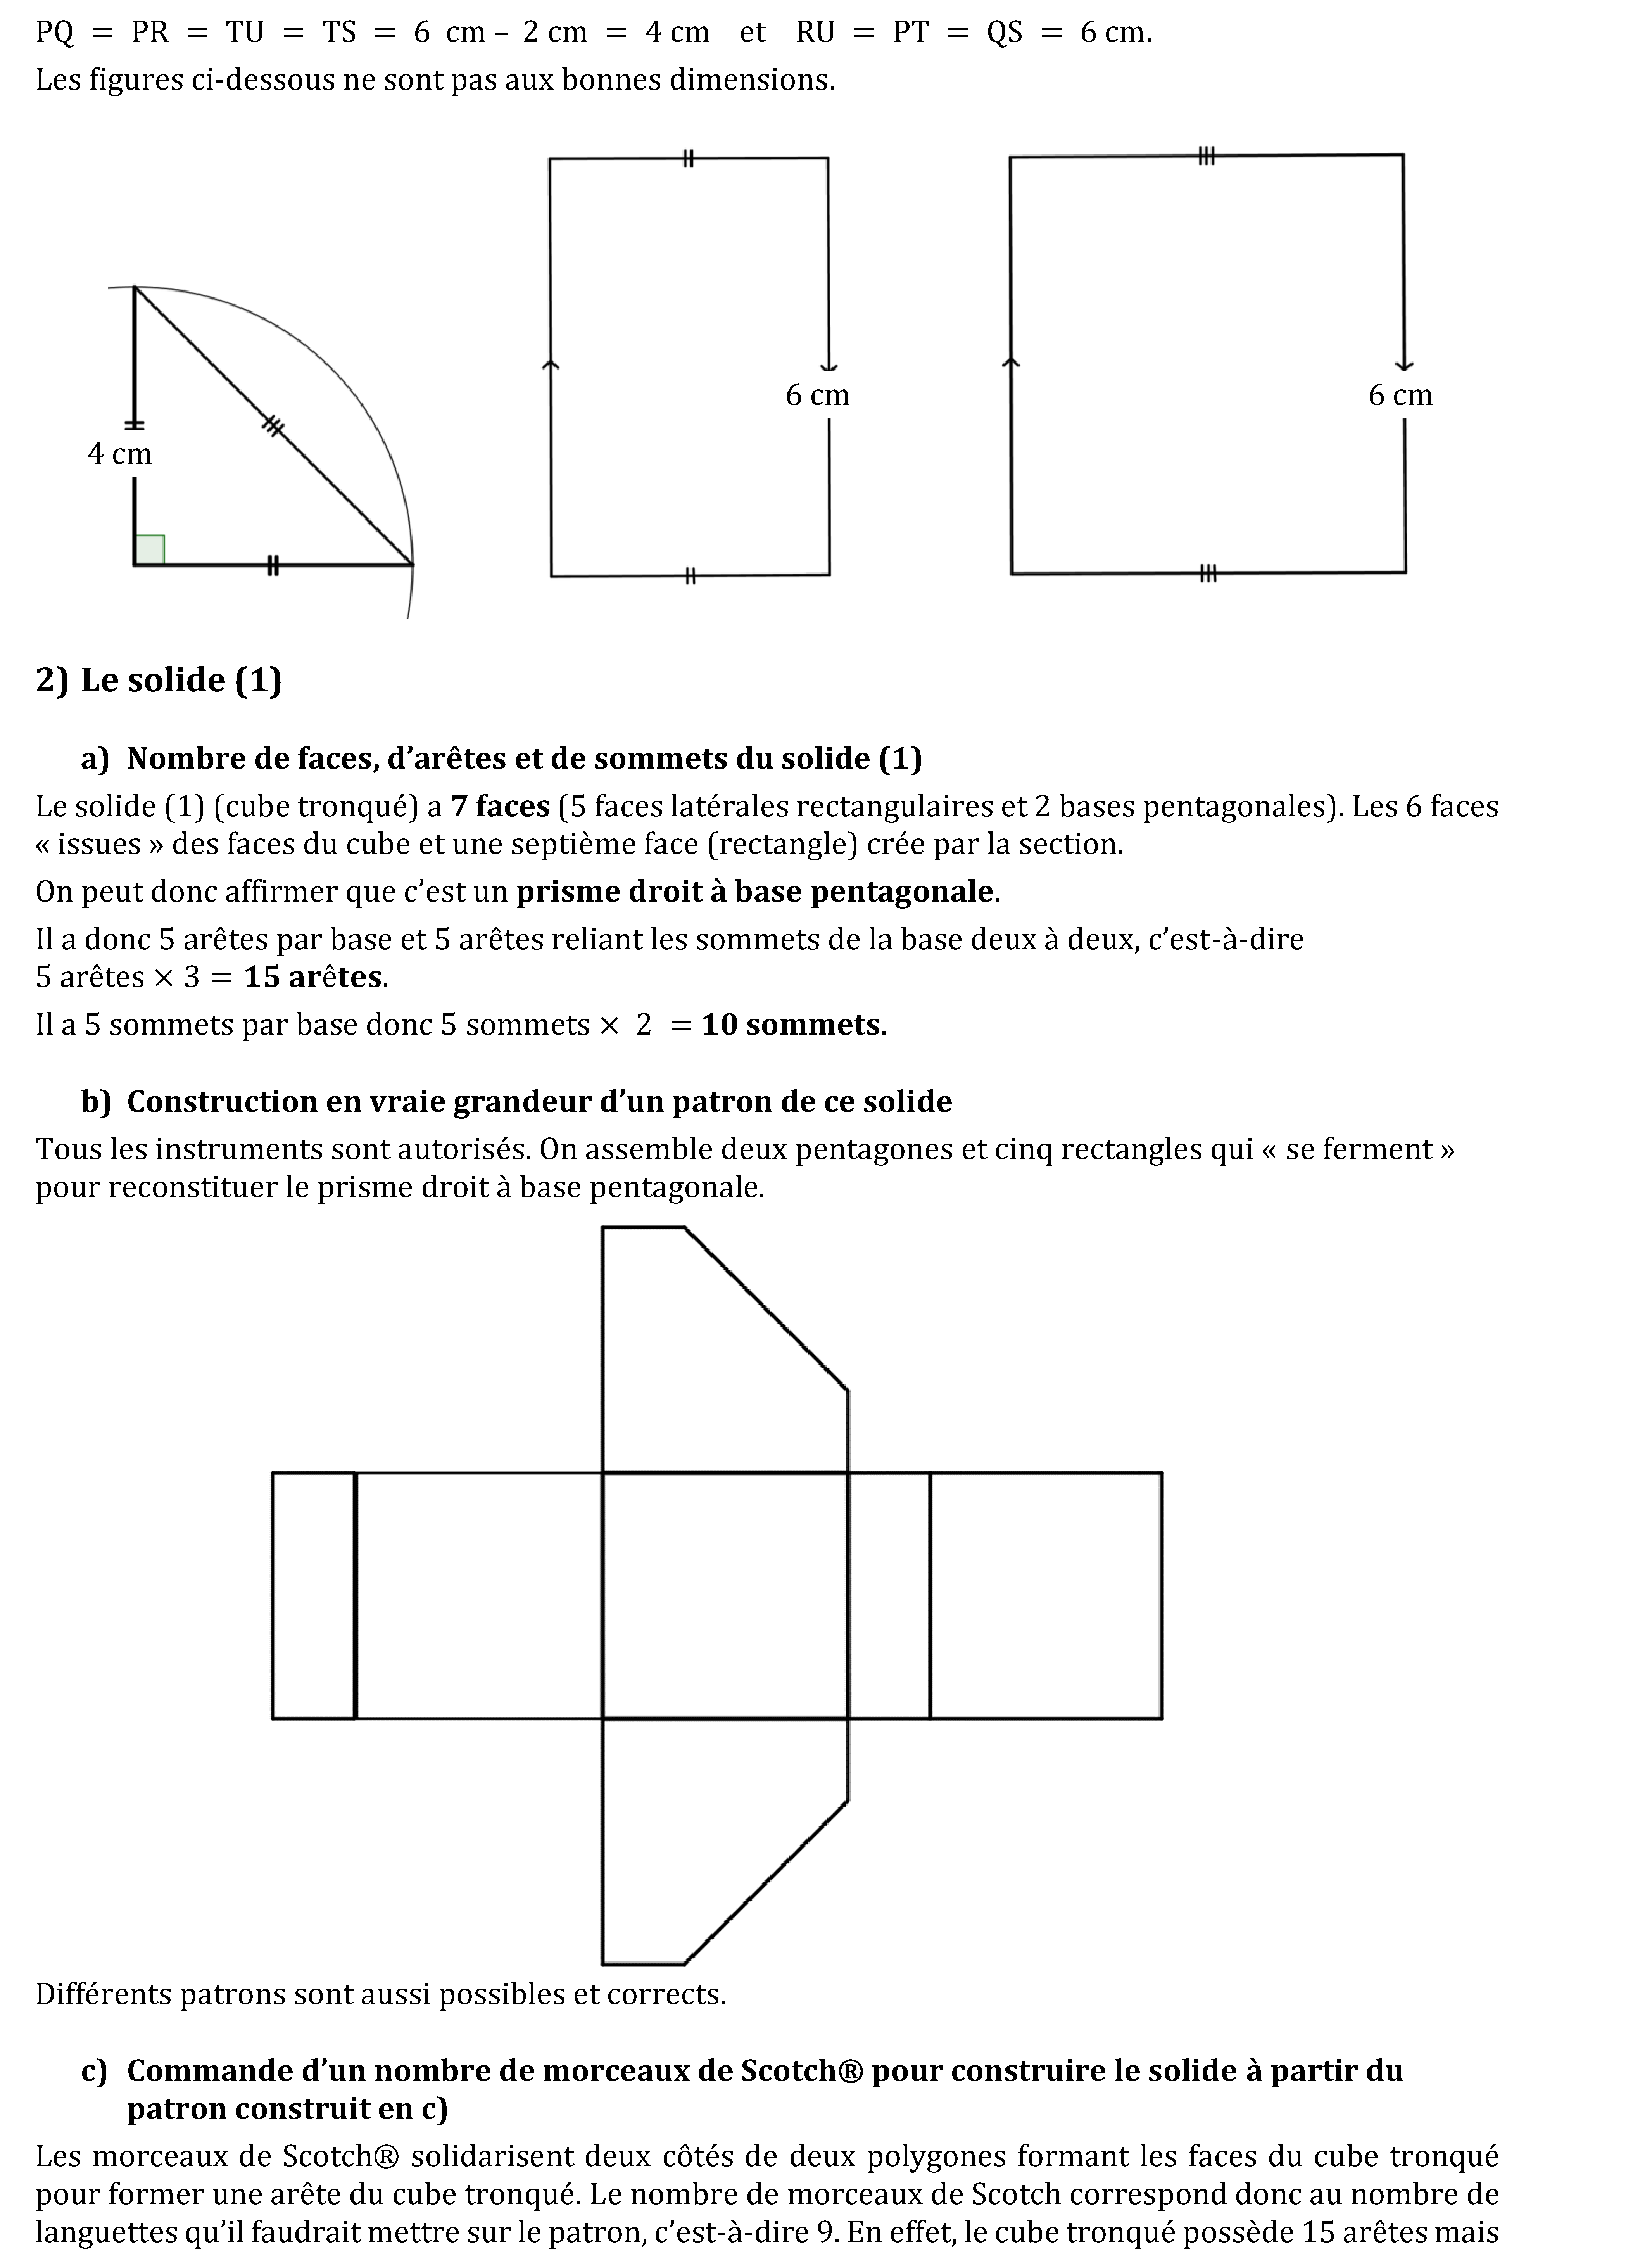 PQ = PR = TU = TS = 6 cm – 2 cm = 4 cm et RU = PT = QS = 6 cm.
Les figures ci-dessous ne sont pas aux bonnes dimensions.
6 cm
6 cm
4 cm
2) Le solide (1)
a) Nombre de faces, d’arêtes et de sommets du solide (1)
Le solide (1) (cube tronqué) a 7 faces (5 faces latérales rectangulaires et 2 bases pentagonales). Les 6 faces
« issues » des faces du cube et une septième face (rectangle) crée par la section.
On peut donc affirmer que c’est un prisme droit à base pentagonale.
Il a donc 5 arêtes par base et 5 arêtes reliant les sommets de la base deux à deux, c’est-à-dire
5 arêtes × 3 = 15 arêtes.
Il a 5 sommets par base donc 5 sommets × 2 = 10 sommets.
b) Construction en vraie grandeur d’un patron de ce solide
Tous les instruments sont autorisés. On assemble deux pentagones et cinq rectangles qui « se ferment »
pour reconstituer le prisme droit à base pentagonale.
Différents patrons sont aussi possibles et corrects.
c) Commande d’un nombre de morceaux de Scotch® pour construire le solide à partir du
patron construit en c)
Les morceaux de Scotch® solidarisent deux côtés de deux polygones formant les faces du cube tronqué
pour former une arête du cube tronqué. Le nombre de morceaux de Scotch correspond donc au nombre de
languettes qu’il faudrait mettre sur le patron, c’est-à-dire 9. En effet, le cube tronqué possède 15 arêtes mais